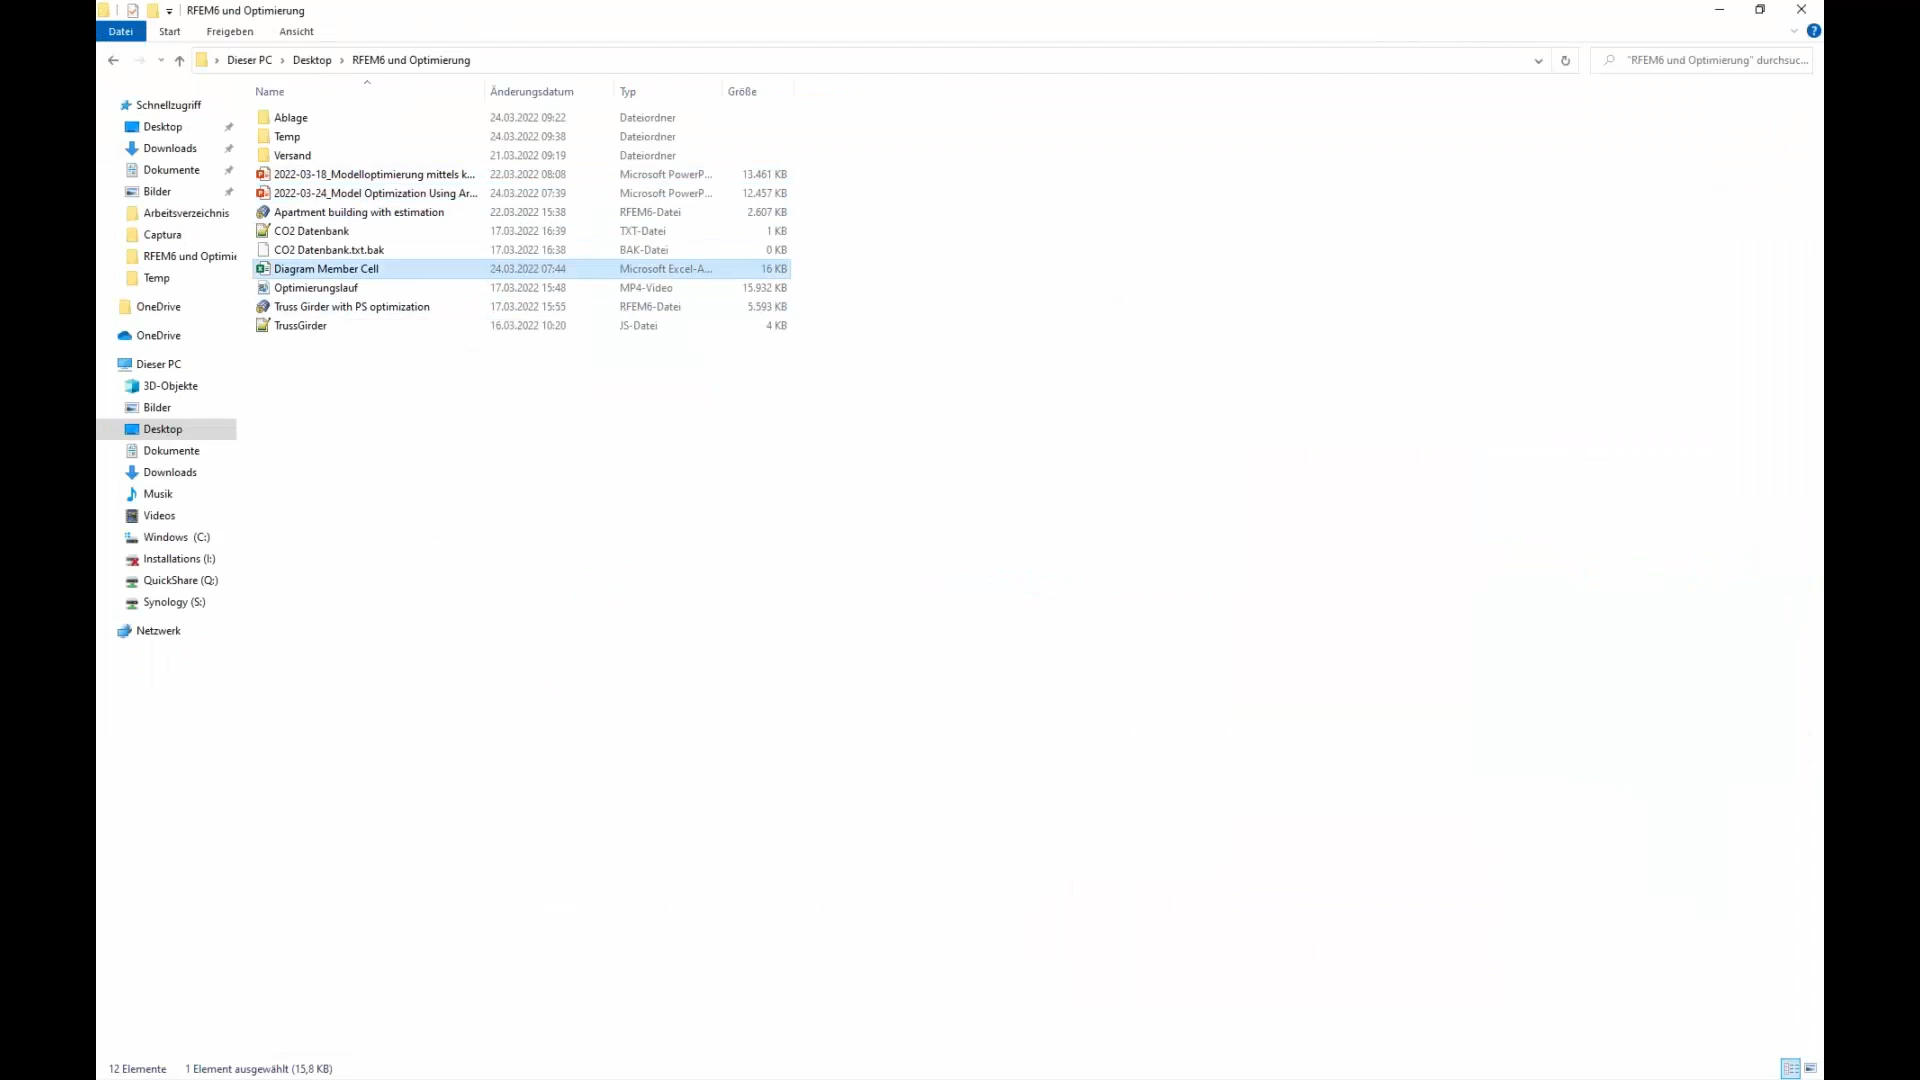 RFEM6 und Optimierung
Datei Start Freigeben Ansicht
Dieser PC Desktop RFEM6 und Optimierung "RFEM6 und Optimierung" durchsuc...
Name Änderungsdatum Typ Größe
Schnellzugriff
Desktop
Downloads
Dokumente
Bilder
Arbeitsverzeichnis
Captura
RFEM6 und Optimie
Temp
OneDrive
OneDrive
Dieser PC
3D-Objekte
Bilder
Desktop
Dokumente
Downloads
Musik
Videos
Windows (C:)
Installations (I:)
QuickShare (Q:)
Synology (S:)
Netzwerk
Ablage 24.03.2022 09:22 Dateiordner
Temp 24.03.2022 09:38 Dateiordner
Versand 21.03.2022 09:19 Dateiordner
2022-03-18_Modelloptimierung mittels k... 22.03.2022 08:08 Microsoft PowerP... 13.461 KB
2022-03-24_Model Optimization Using Ar... 24.03.2022 07:39 Microsoft PowerP... 12.457 KB
Apartment building with estimation 22.03.2022 15:38 RFEM6-Datei 2.607 KB
CO2 Datenbank 17.03.2022 16:39 TXT-Datei 1 KB
CO2 Datenbank.txt.bak 17.03.2022 16:38 BAK-Datei 0 KB
Diagram Member Cell 24.03.2022 07:44 Microsoft Excel-A... 16 KB
Optimierungslauf 17.03.2022 15:48 MP4-Video 15.932 KB
Truss Girder with PS optimization 17.03.2022 15:55 RFEM6-Datei 5.593 KB
TrussGirder 16.03.2022 10:20 JS-Datei 4 KB
12 Elemente 1 Element ausgewählt (15,8 KB)